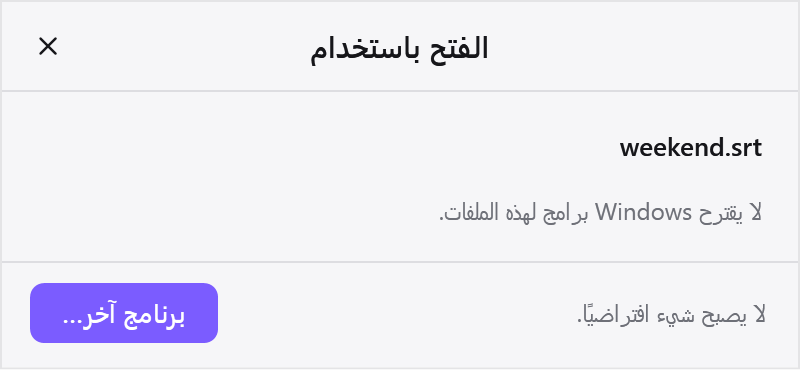 الفتح باستخدام
weekend.srt
لا يقترح Windows برامج لهذه الملفات.
لا يصبح شيء افتراضيًا.
برنامج آخر...